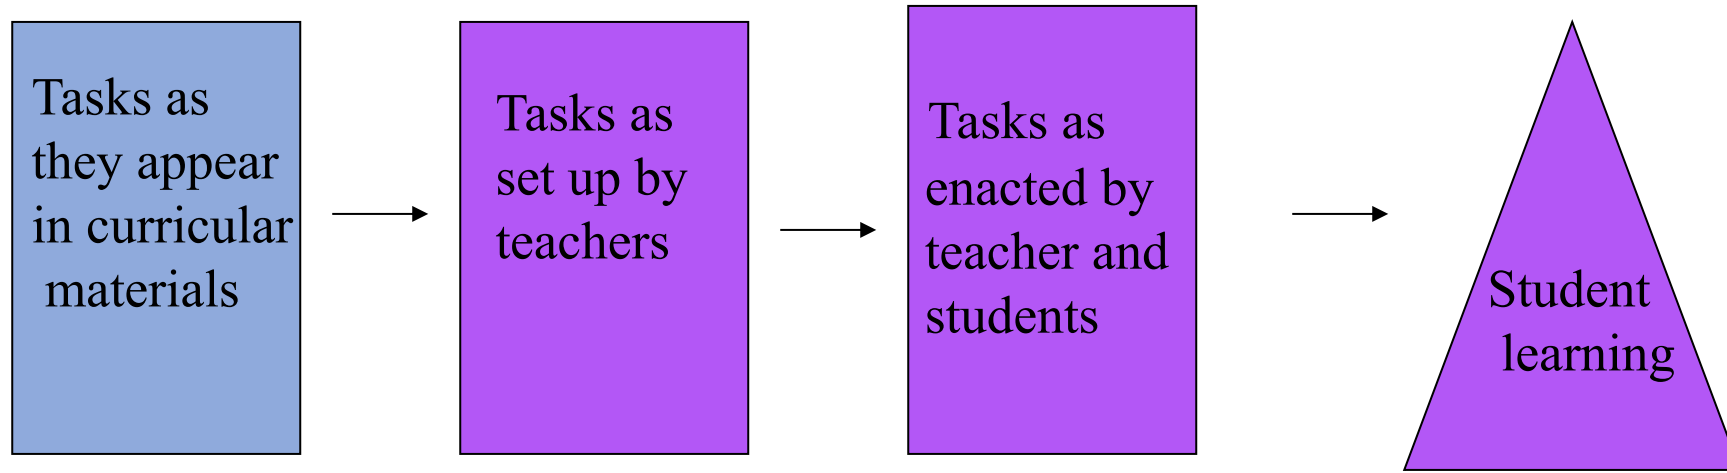 Tasks as
they appear
in curricular
materials
Tasks as
set up by
teachers
Tasks as
enacted by
teacher and
students
Student
learning